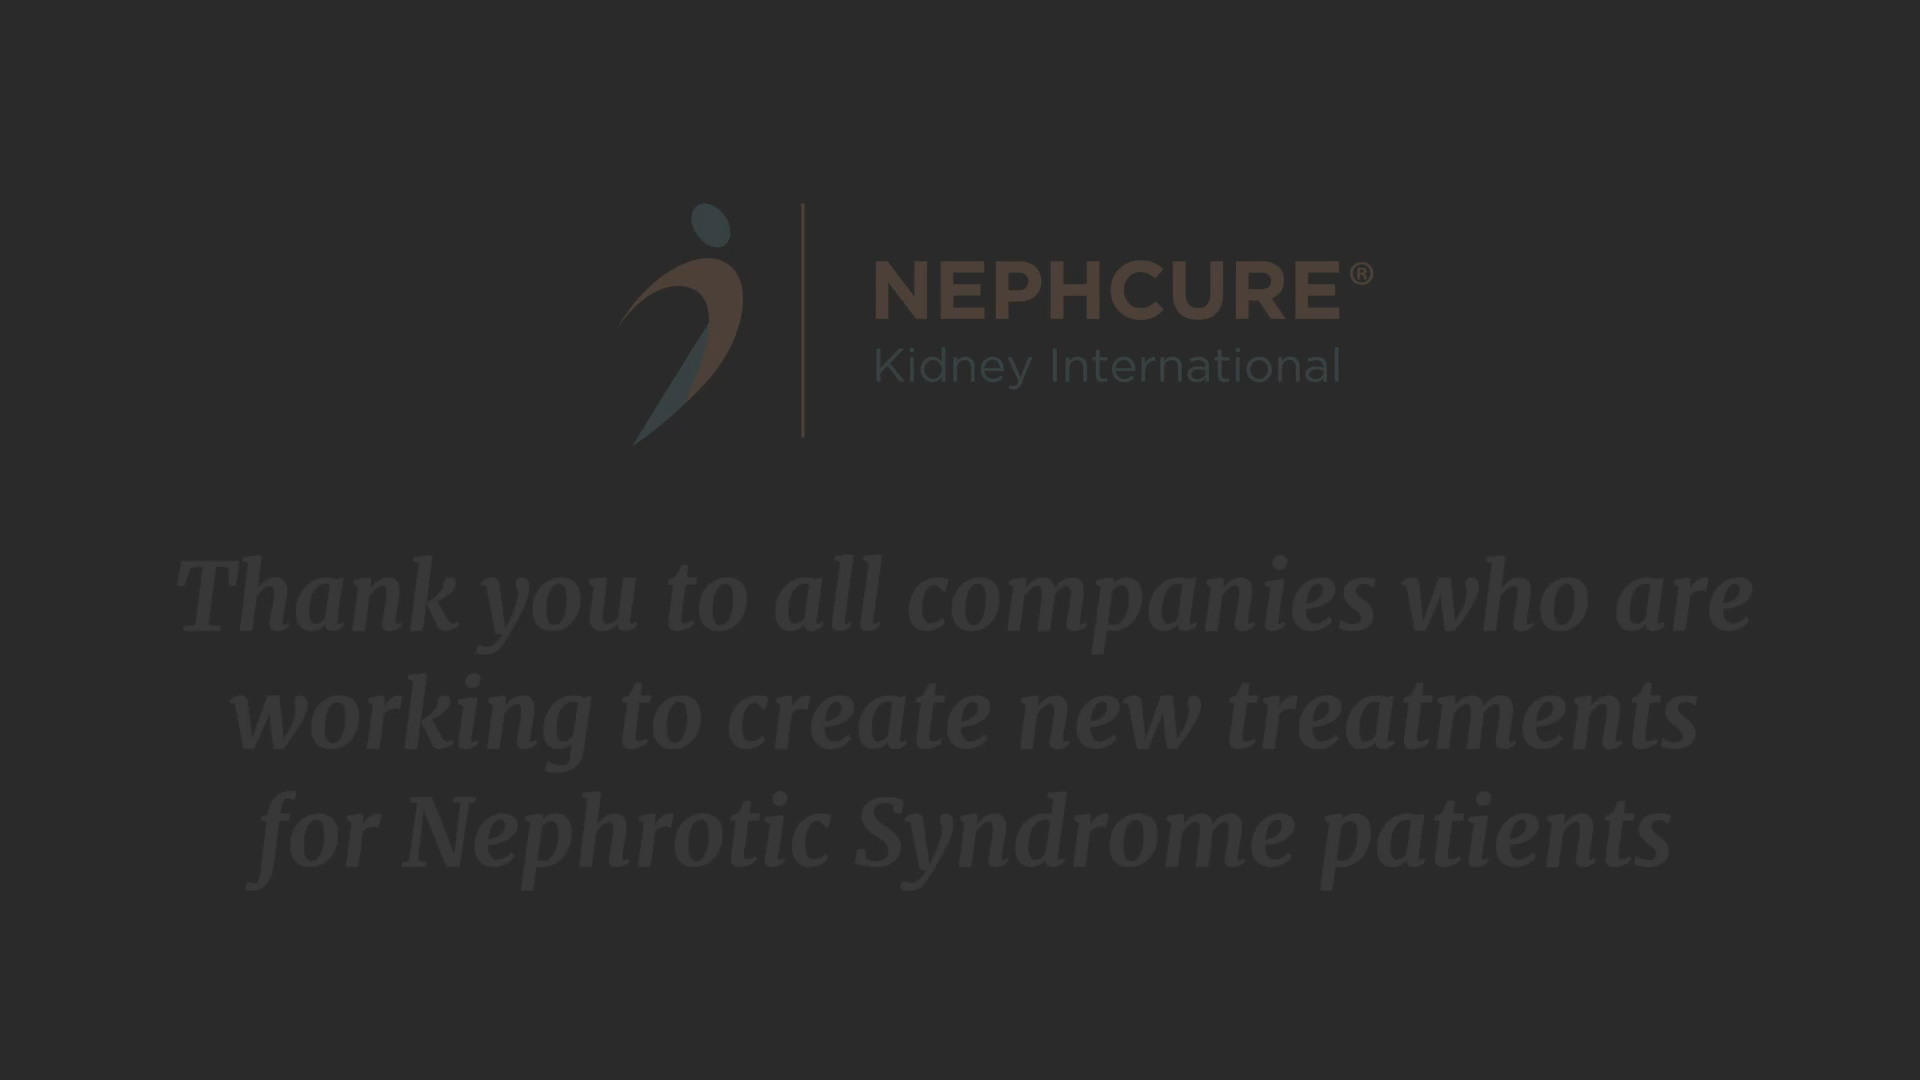 NEPHCURE®
Kidney International
Thank you to all companies who are
working to create new treatments
for Nephrotic Syndrome patients